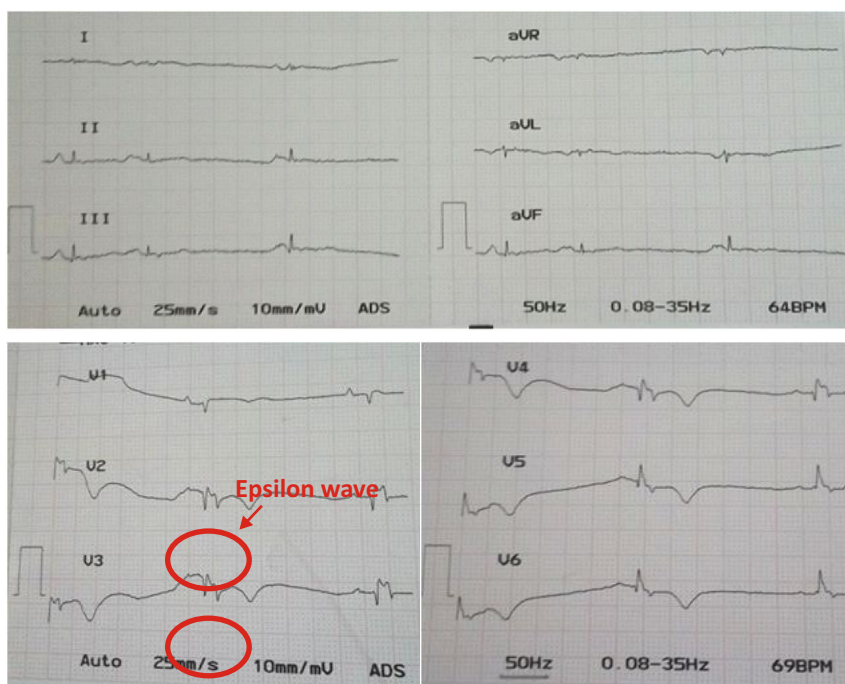 I
aVR
II
aVL
III
aVF
Auto 25mm/s 10mm/mV ADS
50Hz 0.08-35Hz 64BPM
V1
V2
Epsilon wave
V3
Auto 25mm/s 10mm/mV ADS
V4
V5
V6
50Hz 0.08-35Hz 69BPM